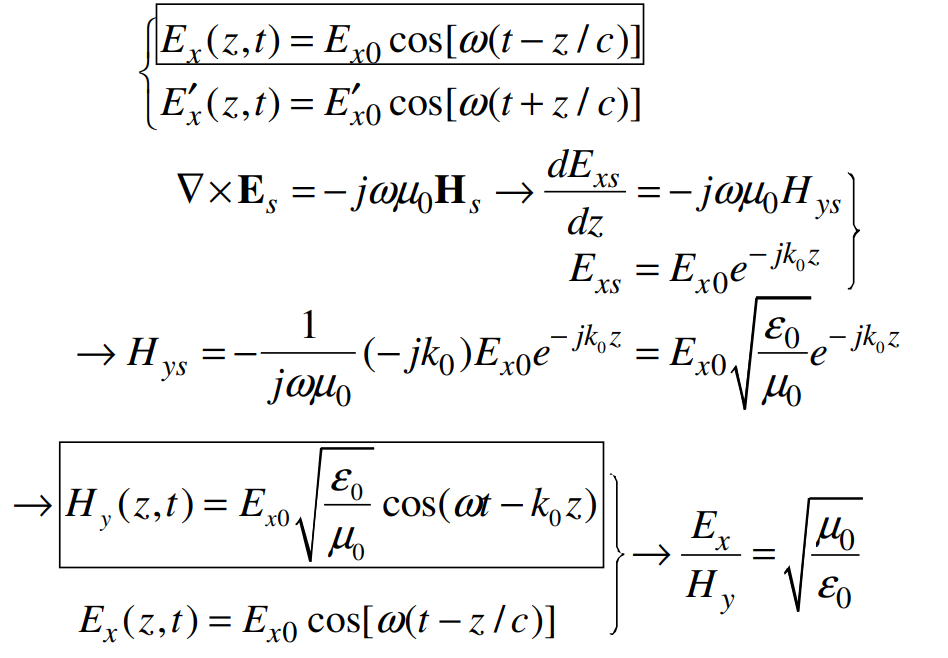 E_x(z,t) = E_{x0} cos[ω(t − z / c)]
E′_x(z,t) = E′_{x0} cos[ω(t + z / c)]
∇×𝐄_s = − jωμ_0 𝐇_s → dE_{xs}/dz = − jωμ_0 H_{ys}
E_{xs} = E_{x0} e^{− jk_0 z}
→ H_{ys} = − 1/(jωμ_0) (− jk_0) E_{x0} e^{− jk_0 z} = E_{x0} √(ε_0/μ_0) e^{− jk_0 z}
→ H_y(z,t) = E_{x0} √(ε_0/μ_0) cos(ωt − k_0 z) → E_x/H_y = √(μ_0/ε_0)
E_x(z,t) = E_{x0} cos[ω(t − z / c)]